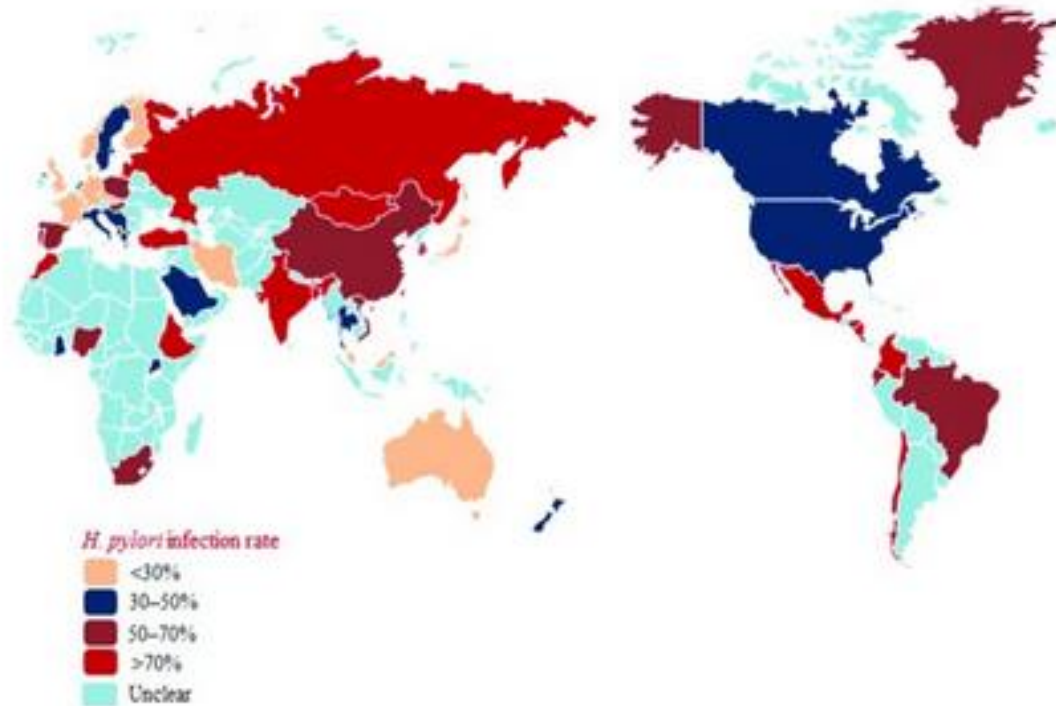 H. pylori infection rate
<30%
30–50%
50–70%
>70%
Unclear